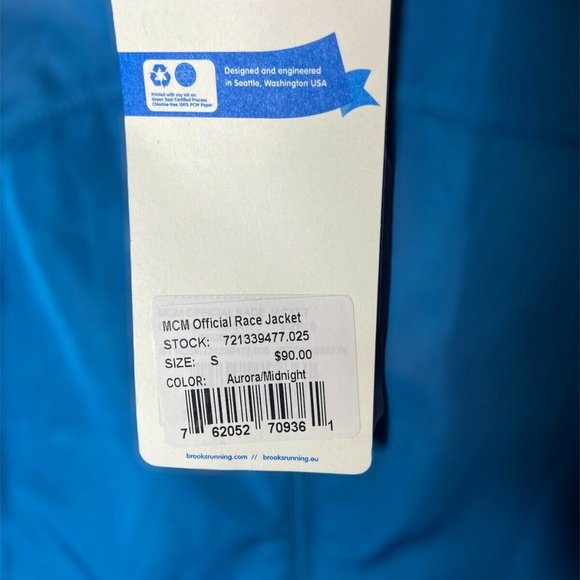 Designed and engineered
in Seattle, Washington USA
Printed with soy ink on
Green Seal Certified Process
Chlorine-free 100% PCW Paper
MCM Official Race Jacket
STOCK: 721339477.025
SIZE: S $90.00
COLOR: Aurora/Midnight
7 62052 70936 1
brooksrunning.com // brooksrunning.eu